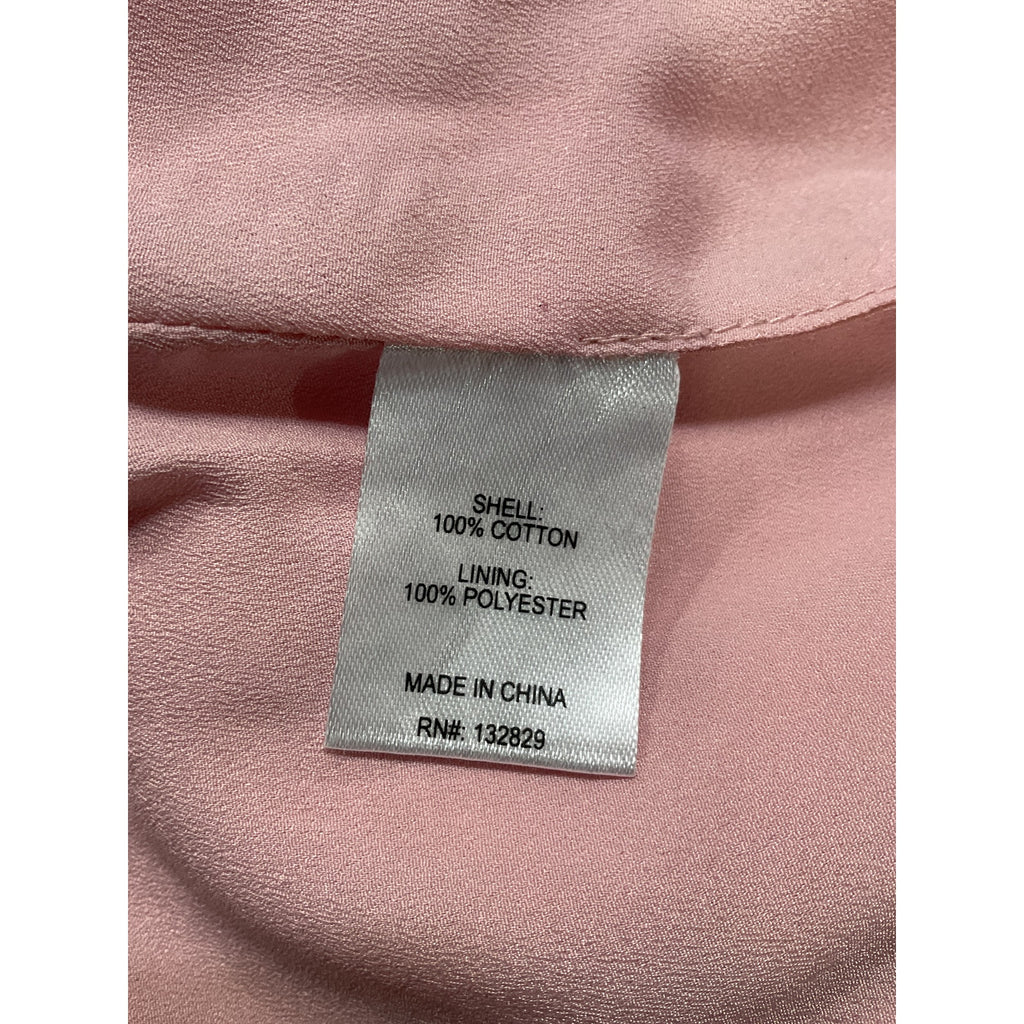 SHELL:
100% COTTON
LINING:
100% POLYESTER
MADE IN CHINA
RN#: 132829